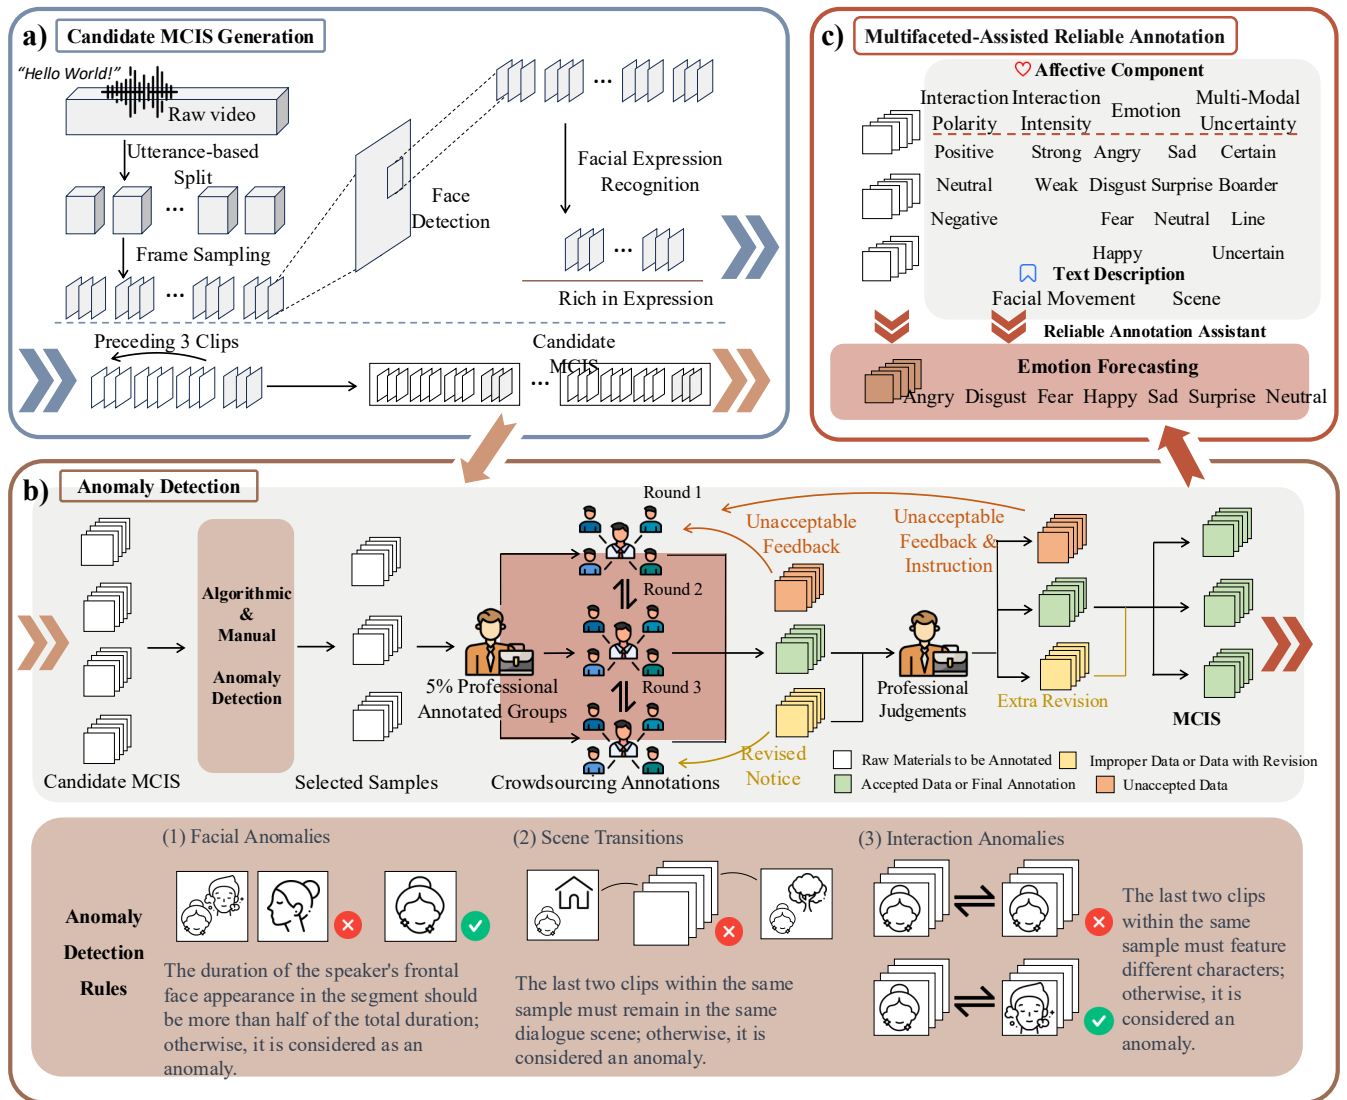 a)
Candidate MCIS Generation
“Hello World!”
Raw video
Utterance-based
Split
Frame Sampling
Face
Detection
Facial Expression
Recognition
Rich in Expression
Preceding 3 Clips
Candidate
MCIS
c)
Multifaceted-Assisted Reliable Annotation
Affective Component
Interaction
Polarity
Interaction
Intensity
Emotion
Multi-Modal
Uncertainty
Positive
Strong
Angry
Sad
Certain
Neutral
Weak
Disgust
Surprise
Boarder
Negative
Fear
Neutral
Line
Happy
Uncertain
Text Description
Facial Movement
Scene
Reliable Annotation Assistant
Emotion Forecasting
Angry Disgust Fear Happy Sad Surprise Neutral
b)
Anomaly Detection
Candidate MCIS
Algorithmic
&
Manual
Anomaly
Detection
Selected Samples
5% Professional
Annotated Groups
Round 1
Round 2
Round 3
Crowdsourcing Annotations
Unacceptable
Feedback
Revised
Notice
Professional
Judgements
Unacceptable
Feedback &
Instruction
Extra Revision
MCIS
Raw Materials to be Annotated
Improper Data or Data with Revision
Accepted Data or Final Annotation
Unaccepted Data
Anomaly
Detection
Rules
(1) Facial Anomalies
The duration of the speaker's frontal
face appearance in the segment should
be more than half of the total duration;
otherwise, it is considered as an
anomaly.
(2) Scene Transitions
The last two clips within the same
sample must remain in the same
dialogue scene; otherwise, it is
considered an anomaly.
(3) Interaction Anomalies
The last two clips
within the same
sample must feature
different characters;
otherwise, it is
considered an
anomaly.